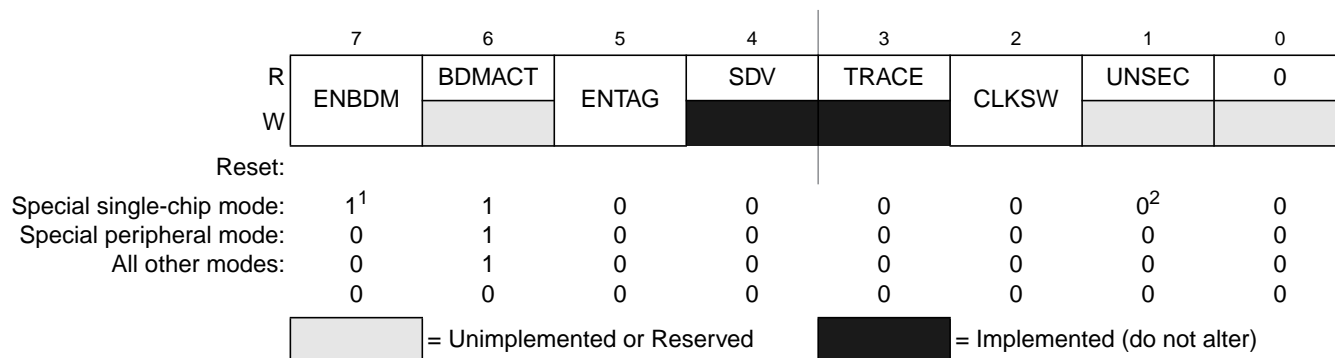 7 6 5 4 3 2 1 0
R ENBDM BDMACT ENTAG SDV TRACE CLKSW UNSEC 0
W
Reset:
Special single-chip mode: 1¹ 1 0 0 0 0 0² 0
Special peripheral mode: 0 1 0 0 0 0 0 0
All other modes: 0 1 0 0 0 0 0 0
0 0 0 0 0 0 0 0
= Unimplemented or Reserved = Implemented (do not alter)